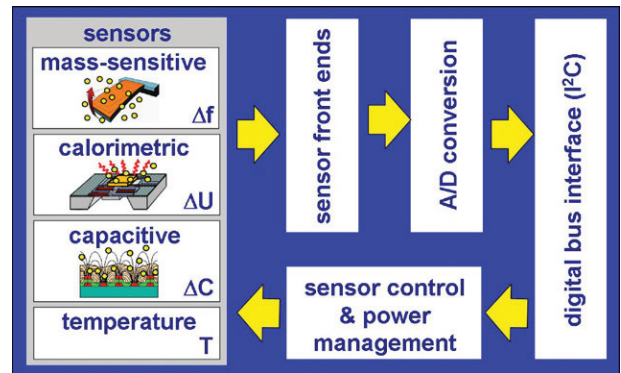 sensors
mass-sensitive
Δf
calorimetric
ΔU
capacitive
ΔC
temperature
T
sensor front ends
A/D conversion
digital bus interface (I²C)
sensor control
& power
management